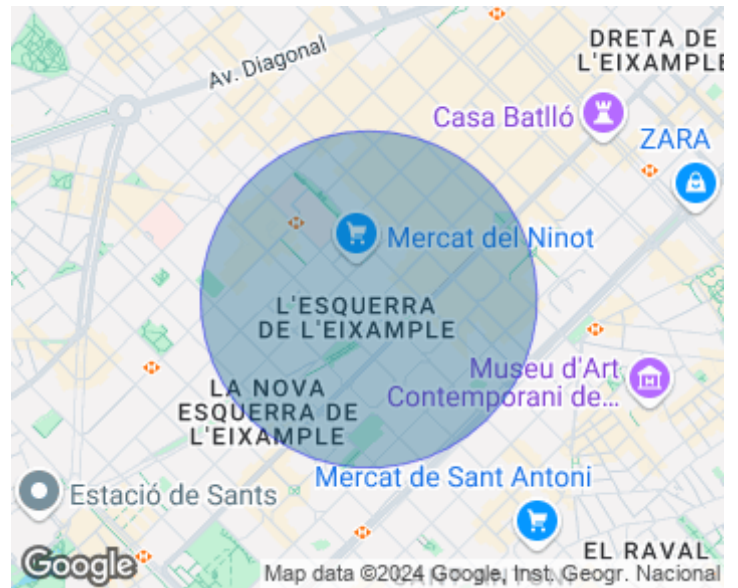 DRETA DE
L'EIXAMPLE
Av. Diagonal
Casa Batlló
ZARA
Mercat del Ninot
L'ESQUERRA
DE L'EIXAMPLE
Museu d'Art
Contemporani de...
LA NOVA
ESQUERRA DE
L'EIXAMPLE
Mercat de Sant Antoni
Estació de Sants
EL RAVAL
Google
Map data ©2024 Google, Inst. Geogr. Nacional